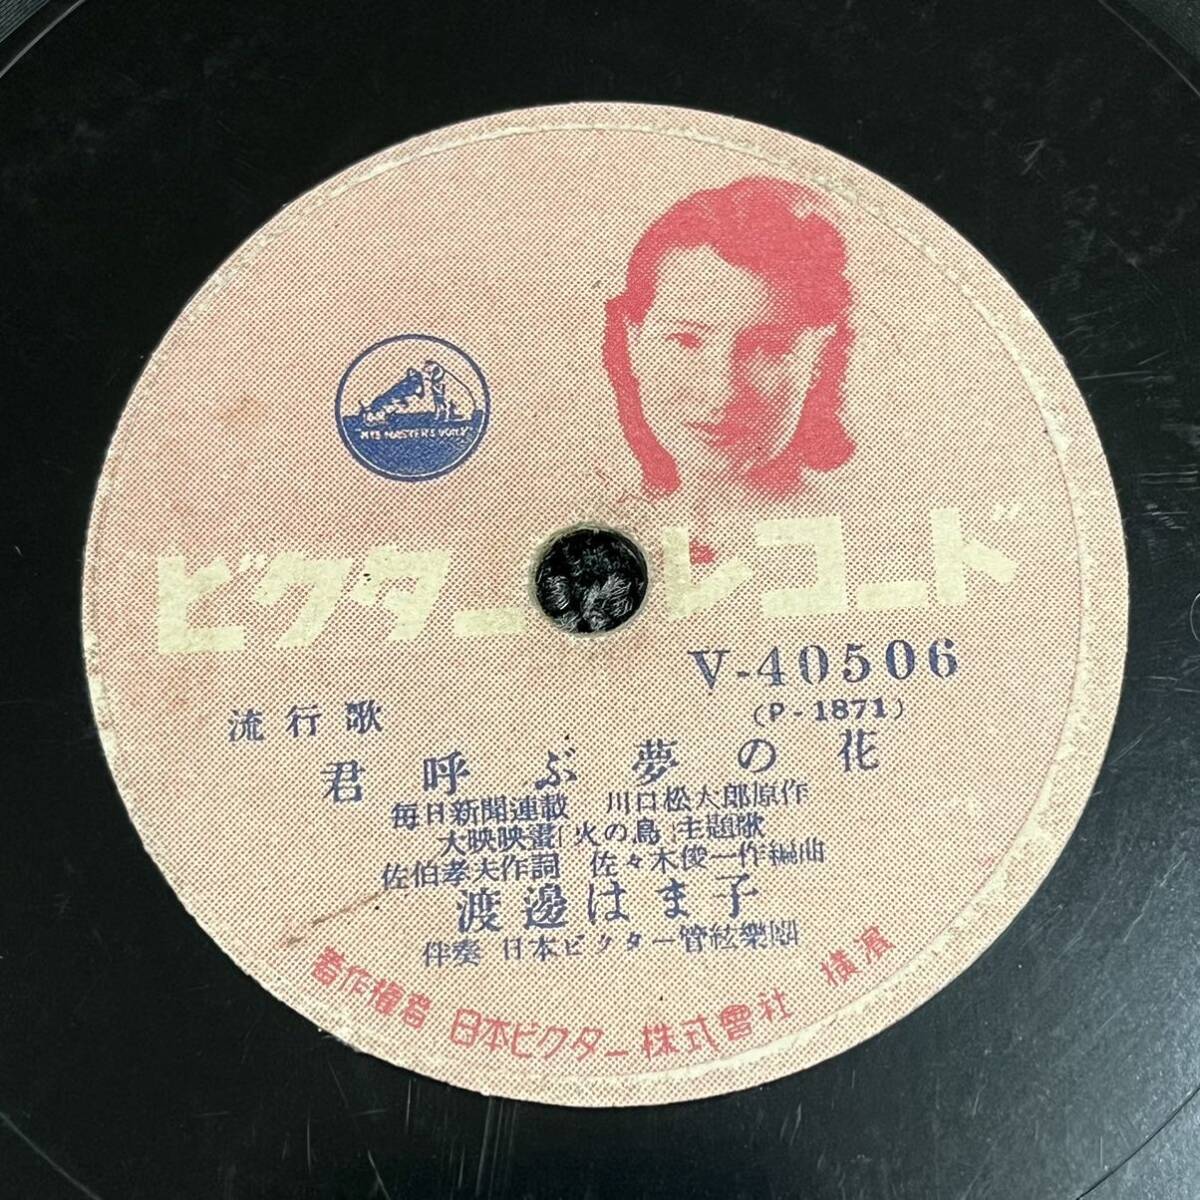 "HIS MASTERS VOICE"
ビクター レコード
V-40506
(P-1871)
流行歌
君呼ぶ夢の花
毎日新聞連載 川口松太郎原作
大映映畫「火の鳥」主題歌
佐伯孝夫作詞 佐々木俊一作編曲
渡邊はま子
伴奏 日本ビクター管絃樂團
著作権者 日本ビクター株式會社 横濱